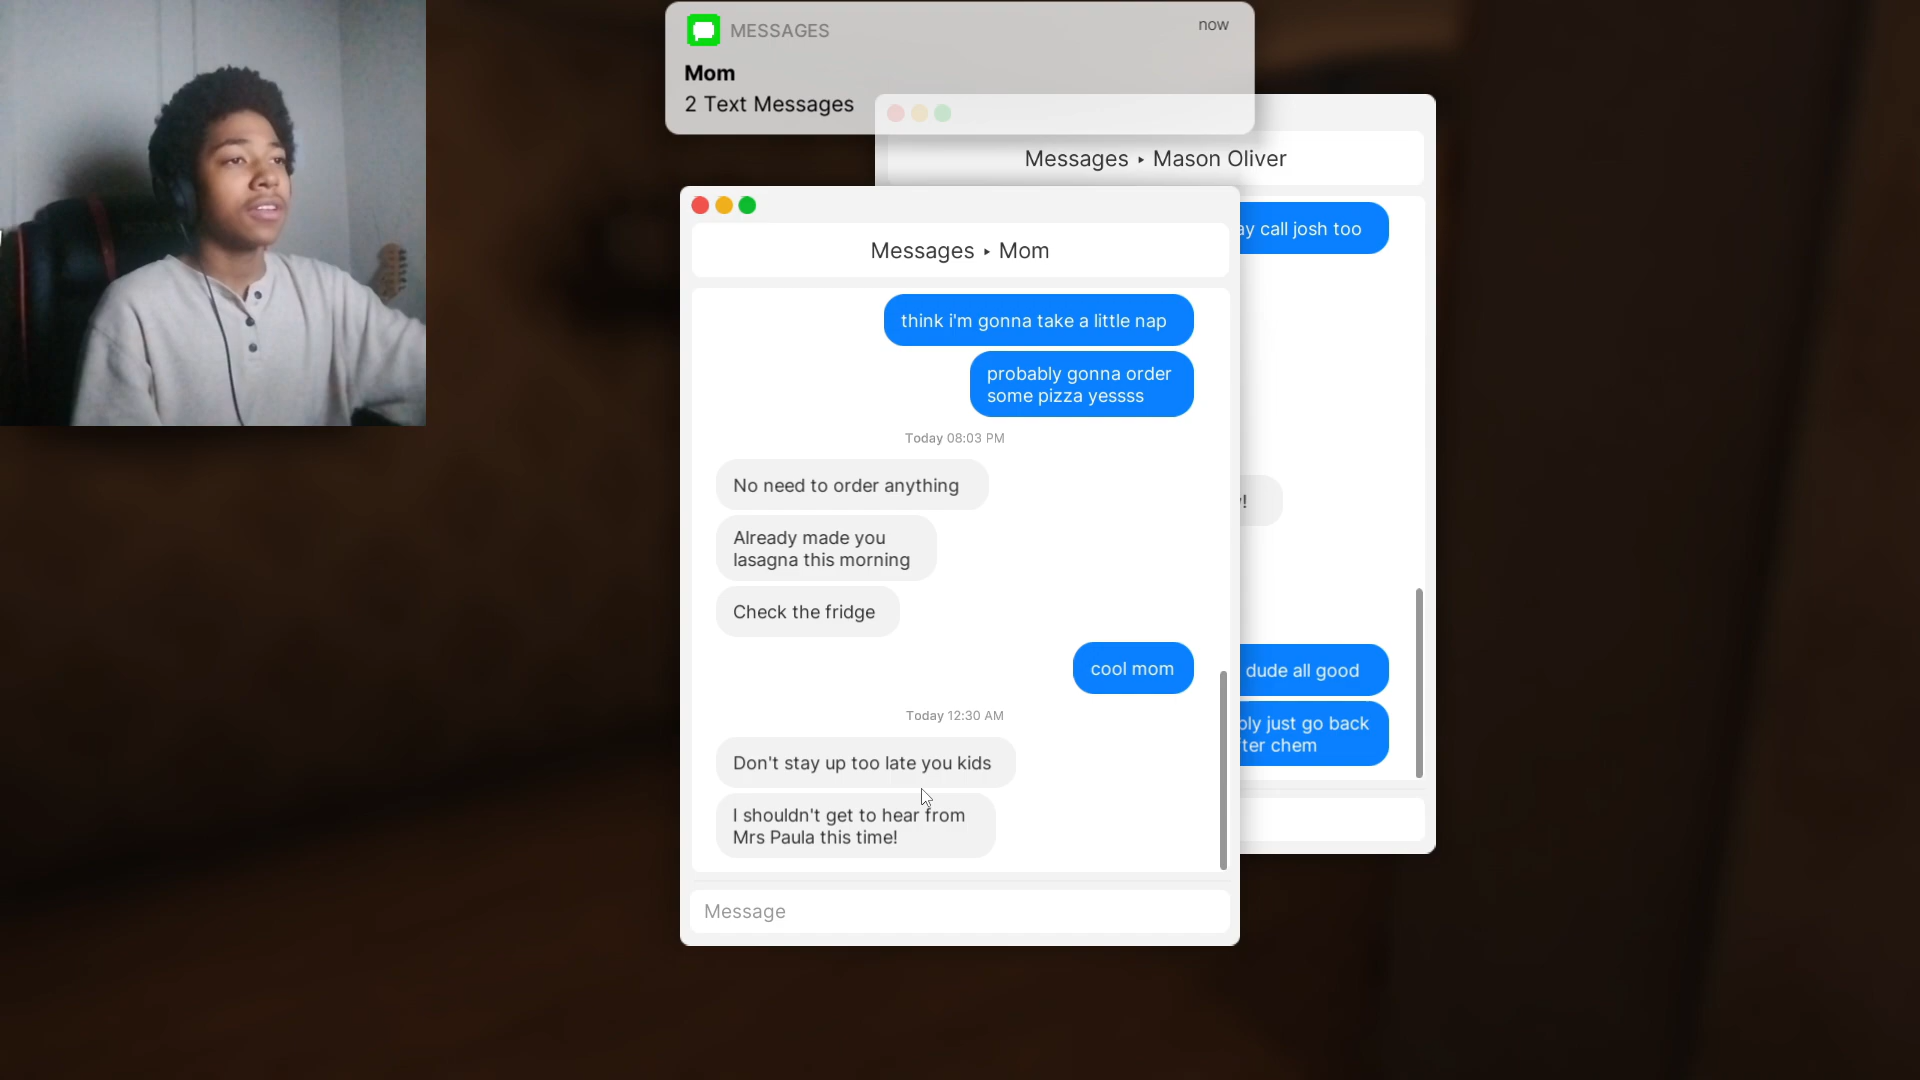 MESSAGES
now
Mom
2 Text Messages
Messages ‣ Mason Oliver
call josh too
dude all good
just go back
chem
Messages ‣ Mom
think i'm gonna take a little nap
probably gonna order
some pizza yessss
Today 08:03 PM
No need to order anything
Already made you
lasagna this morning
Check the fridge
cool mom
Today 12:30 AM
Don't stay up too late you kids
I shouldn't get to hear from
Mrs Paula this time!
Message